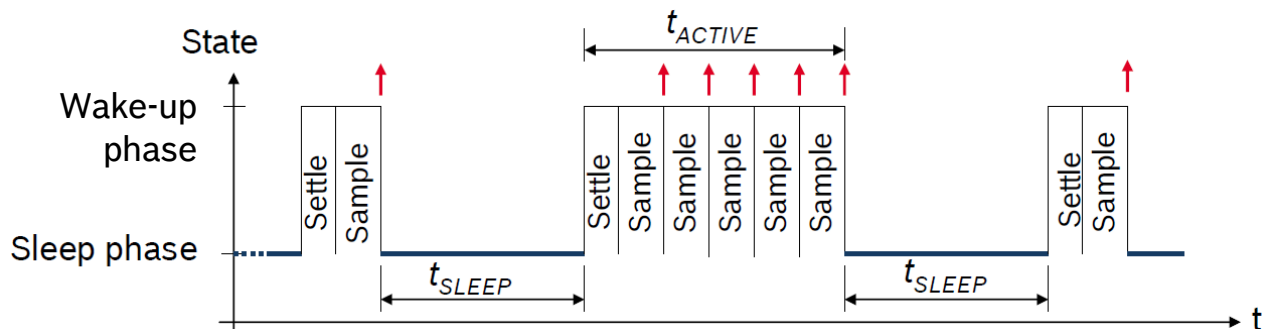 t_ACTIVE
State
Wake-up
phase
Settle
Sample
Settle
Sample
Sample
Sample
Sample
Sample
Settle
Sample
Sleep phase
t_SLEEP
t_SLEEP
t